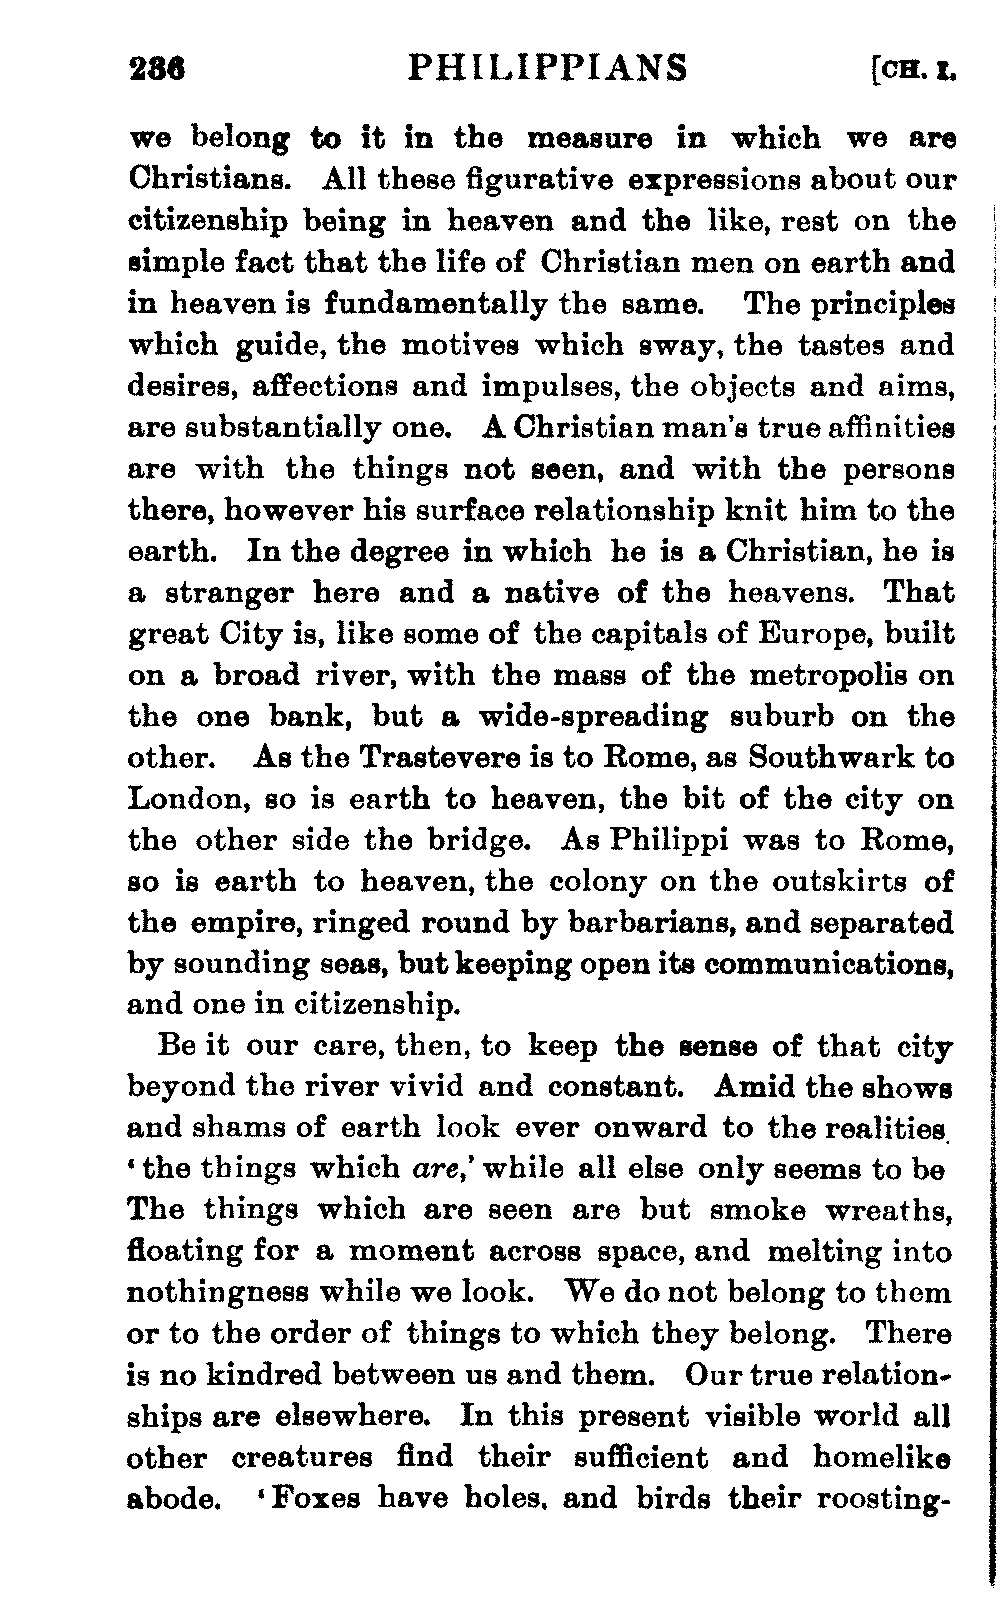 236 PHILIPPIANS [CH. I.
we belong to it in the measure in which we are
Christians. All these figurative expressions about our
citizenship being in heaven and the like, rest on the
simple fact that the life of Christian men on earth and
in heaven is fundamentally the same. The principles
which guide, the motives which sway, the tastes and
desires, affections and impulses, the objects and aims,
are substantially one. A Christian man's true affinities
are with the things not seen, and with the persons
there, however his surface relationship knit him to the
earth. In the degree in which he is a Christian, he is
a stranger here and a native of the heavens. That
great City is, like some of the capitals of Europe, built
on a broad river, with the mass of the metropolis on
the one bank, but a wide-spreading suburb on the
other. As the Trastevere is to Rome, as Southwark to
London, so is earth to heaven, the bit of the city on
the other side the bridge. As Philippi was to Rome,
so is earth to heaven, the colony on the outskirts of
the empire, ringed round by barbarians, and separated
by sounding seas, but keeping open its communications,
and one in citizenship.
Be it our care, then, to keep the sense of that city
beyond the river vivid and constant. Amid the shows
and shams of earth look ever onward to the realities.
'the things which are,' while all else only seems to be
The things which are seen are but smoke wreaths,
floating for a moment across space, and melting into
nothingness while we look. We do not belong to them
or to the order of things to which they belong. There
is no kindred between us and them. Our true relation-
ships are elsewhere. In this present visible world all
other creatures find their sufficient and homelike
abode. 'Foxes have holes, and birds their roosting-